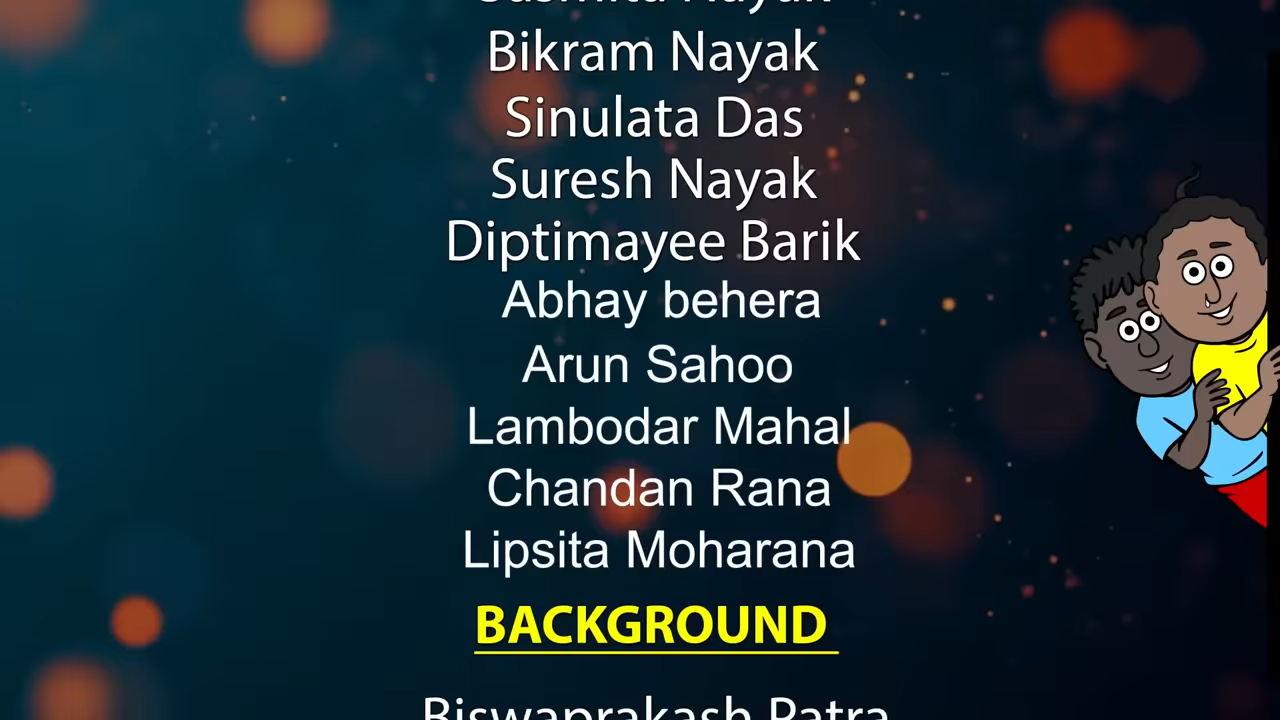 Bikram Nayak
Sinulata Das
Suresh Nayak
Diptimayee Barik
Abhay behera
Arun Sahoo
Lambodar Mahal
Chandan Rana
Lipsita Moharana
BACKGROUND
Biswaprakash Patra